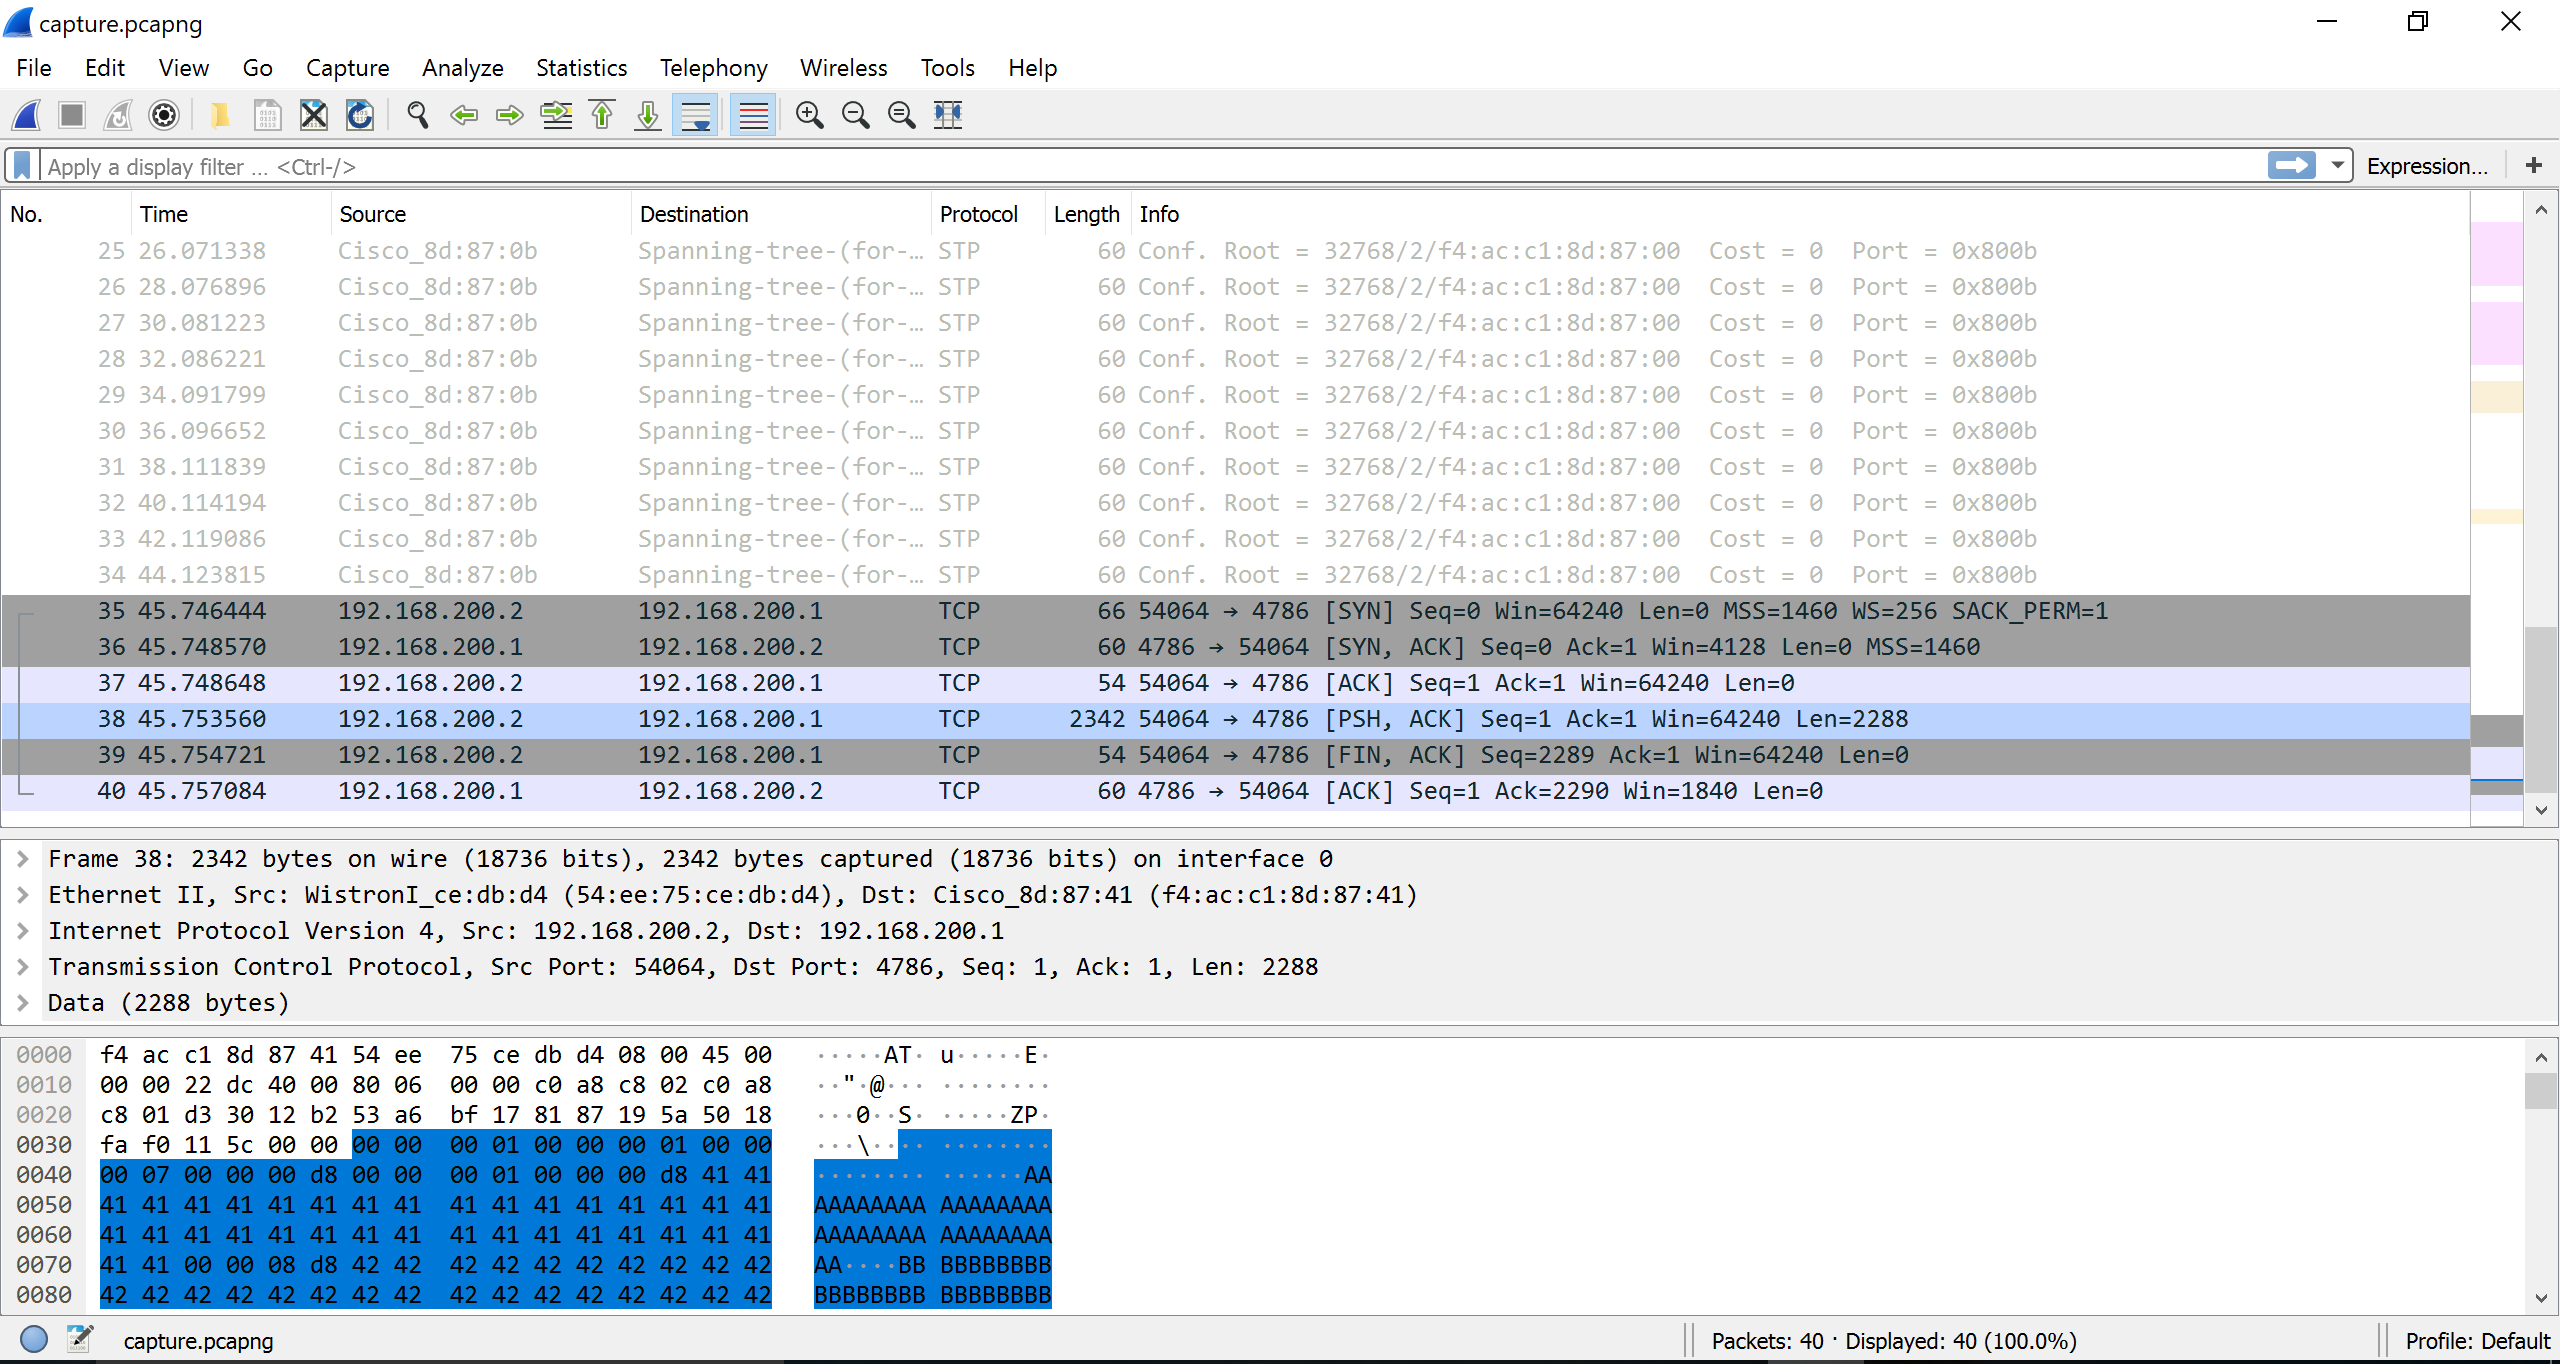 capture.pcapng
File Edit View Go Capture Analyze Statistics Telephony Wireless Tools Help
Apply a display filter … <Ctrl-/> Expression… +
No. Time Source Destination Protocol Length Info
25 26.071338 Cisco_8d:87:0b Spanning-tree-(for-… STP 60 Conf. Root = 32768/2/f4:ac:c1:8d:87:00 Cost = 0 Port = 0x800b
26 28.076896 Cisco_8d:87:0b Spanning-tree-(for-… STP 60 Conf. Root = 32768/2/f4:ac:c1:8d:87:00 Cost = 0 Port = 0x800b
27 30.081223 Cisco_8d:87:0b Spanning-tree-(for-… STP 60 Conf. Root = 32768/2/f4:ac:c1:8d:87:00 Cost = 0 Port = 0x800b
28 32.086221 Cisco_8d:87:0b Spanning-tree-(for-… STP 60 Conf. Root = 32768/2/f4:ac:c1:8d:87:00 Cost = 0 Port = 0x800b
29 34.091799 Cisco_8d:87:0b Spanning-tree-(for-… STP 60 Conf. Root = 32768/2/f4:ac:c1:8d:87:00 Cost = 0 Port = 0x800b
30 36.096652 Cisco_8d:87:0b Spanning-tree-(for-… STP 60 Conf. Root = 32768/2/f4:ac:c1:8d:87:00 Cost = 0 Port = 0x800b
31 38.111839 Cisco_8d:87:0b Spanning-tree-(for-… STP 60 Conf. Root = 32768/2/f4:ac:c1:8d:87:00 Cost = 0 Port = 0x800b
32 40.114194 Cisco_8d:87:0b Spanning-tree-(for-… STP 60 Conf. Root = 32768/2/f4:ac:c1:8d:87:00 Cost = 0 Port = 0x800b
33 42.119086 Cisco_8d:87:0b Spanning-tree-(for-… STP 60 Conf. Root = 32768/2/f4:ac:c1:8d:87:00 Cost = 0 Port = 0x800b
34 44.123815 Cisco_8d:87:0b Spanning-tree-(for-… STP 60 Conf. Root = 32768/2/f4:ac:c1:8d:87:00 Cost = 0 Port = 0x800b
35 45.746444 192.168.200.2 192.168.200.1 TCP 66 54064 → 4786 [SYN] Seq=0 Win=64240 Len=0 MSS=1460 WS=256 SACK_PERM=1
36 45.748570 192.168.200.1 192.168.200.2 TCP 60 4786 → 54064 [SYN, ACK] Seq=0 Ack=1 Win=4128 Len=0 MSS=1460
37 45.748648 192.168.200.2 192.168.200.1 TCP 54 54064 → 4786 [ACK] Seq=1 Ack=1 Win=64240 Len=0
38 45.753560 192.168.200.2 192.168.200.1 TCP 2342 54064 → 4786 [PSH, ACK] Seq=1 Ack=1 Win=64240 Len=2288
39 45.754721 192.168.200.2 192.168.200.1 TCP 54 54064 → 4786 [FIN, ACK] Seq=2289 Ack=1 Win=64240 Len=0
40 45.757084 192.168.200.1 192.168.200.2 TCP 60 4786 → 54064 [ACK] Seq=1 Ack=2290 Win=1840 Len=0
Frame 38: 2342 bytes on wire (18736 bits), 2342 bytes captured (18736 bits) on interface 0
Ethernet II, Src: WistronI_ce:db:d4 (54:ee:75:ce:db:d4), Dst: Cisco_8d:87:41 (f4:ac:c1:8d:87:41)
Internet Protocol Version 4, Src: 192.168.200.2, Dst: 192.168.200.1
Transmission Control Protocol, Src Port: 54064, Dst Port: 4786, Seq: 1, Ack: 1, Len: 2288
Data (2288 bytes)
0000 f4 ac c1 8d 87 41 54 ee 75 ce db d4 08 00 45 00 ·····AT· u·····E·
0010 00 00 22 dc 40 00 80 06 00 00 c0 a8 c8 02 c0 a8 ··"·@··· ········
0020 c8 01 d3 30 12 b2 53 a6 bf 17 81 87 19 5a 50 18 ···0··S· ·····ZP·
0030 fa f0 11 5c 00 00 00 00 00 01 00 00 00 01 00 00 ···\···· ········
0040 00 07 00 00 00 d8 00 00 00 01 00 00 00 d8 41 41 ········ ······AA
0050 41 41 41 41 41 41 41 41 41 41 41 41 41 41 41 41 AAAAAAAA AAAAAAAA
0060 41 41 41 41 41 41 41 41 41 41 41 41 41 41 41 41 AAAAAAAA AAAAAAAA
0070 41 41 00 00 08 d8 42 42 42 42 42 42 42 42 42 42 AA····BB BBBBBBBB
0080 42 42 42 42 42 42 42 42 42 42 42 42 42 42 42 42 BBBBBBBB BBBBBBBB
capture.pcapng Packets: 40 · Displayed: 40 (100.0%) Profile: Default